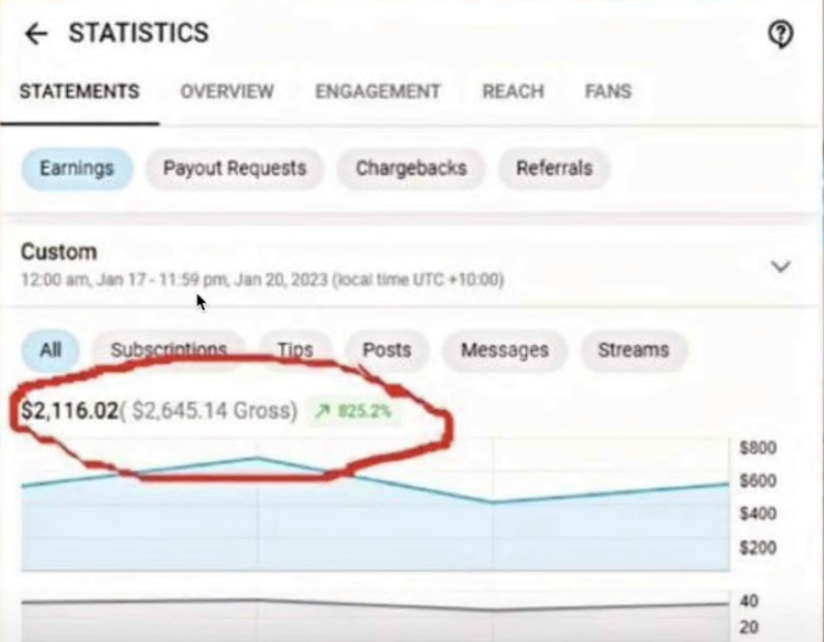 STATISTICS
STATEMENTS OVERVIEW ENGAGEMENT REACH FANS
Earnings Payout Requests Chargebacks Referrals
Custom
12:00 am, Jan 17 - 11:59 pm, Jan 20, 2023 (local time UTC +10:00)
All Subscriptions Tips Posts Messages Streams
$2,116.02( $2,645.14 Gross) 825.2%
$800
$600
$400
$200
40
20